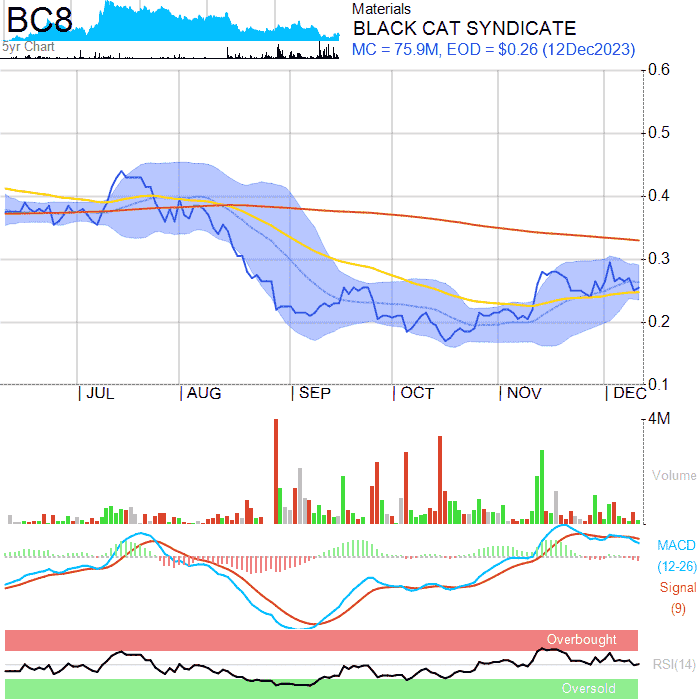 BC8
5yr Chart
Materials
BLACK CAT SYNDICATE
MC = 75.9M, EOD = $0.26 (12Dec2023)
0.6
0.5
0.4
0.3
0.2
0.1
| JUL | AUG | SEP | OCT | NOV | DEC
4M
Volume
MACD
(12-26)
Signal
(9)
Overbought
RSI(14)
Oversold